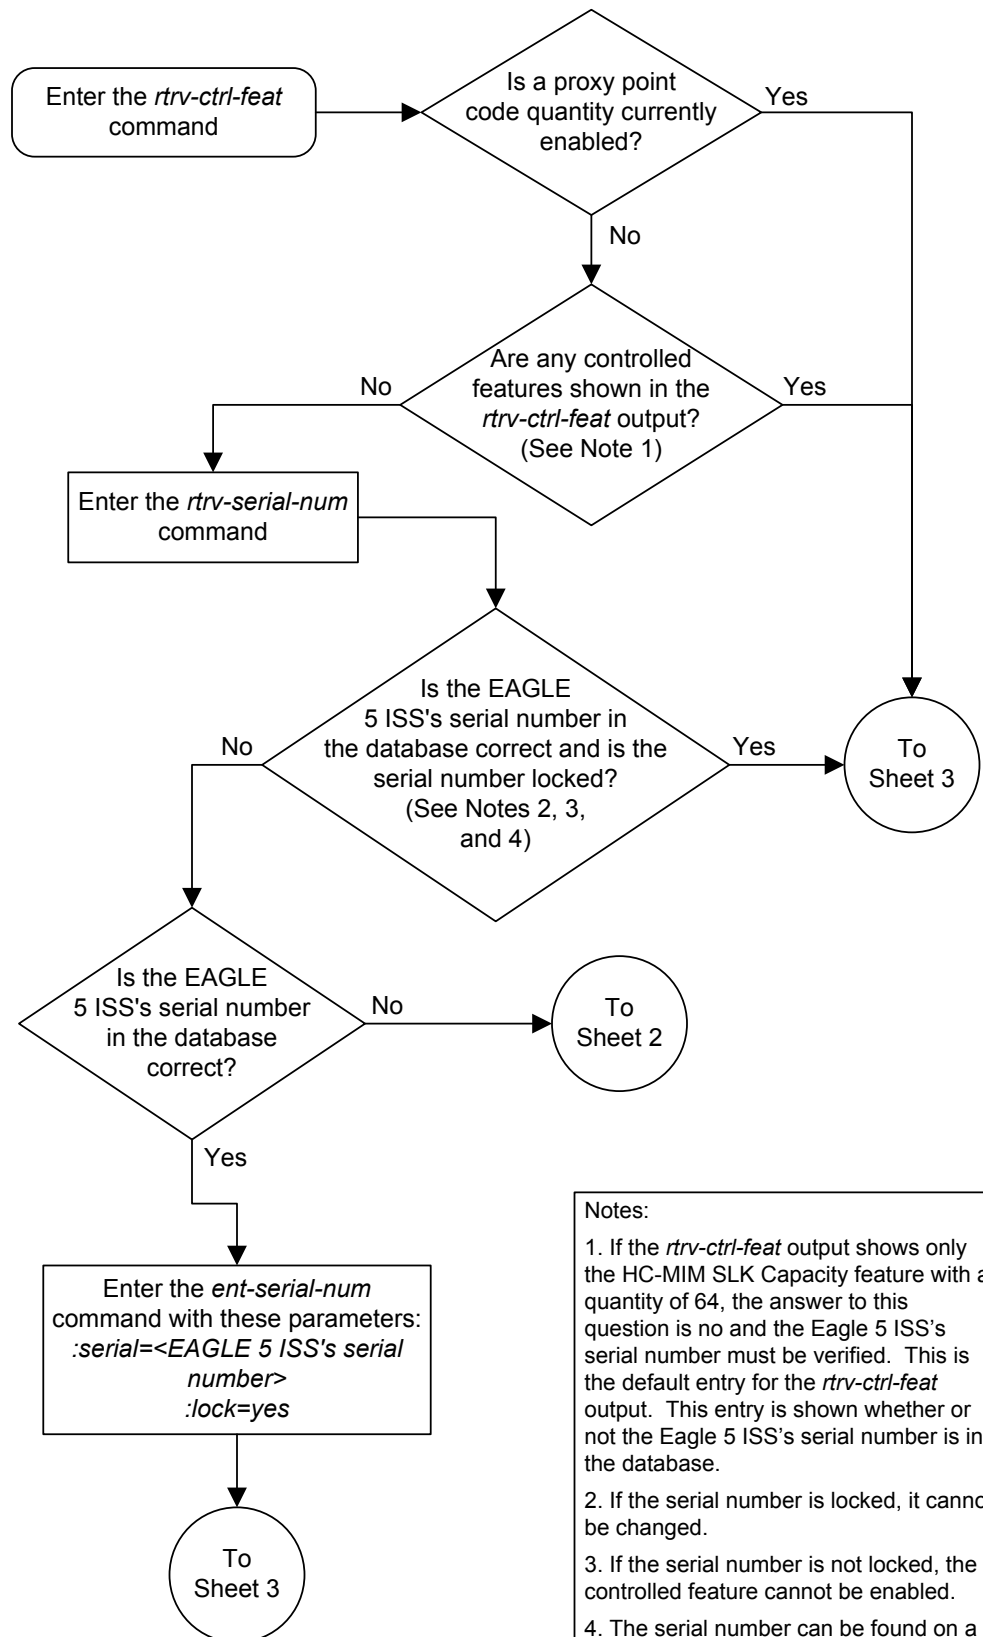 Enter the rtrv-ctrl-feat
command
Is a proxy point
code quantity currently
enabled?
Yes
No
Are any controlled
features shown in the
rtrv-ctrl-feat output?
(See Note 1)
No
Yes
Enter the rtrv-serial-num
command
Is the EAGLE
5 ISS's serial number in
the database correct and is the
serial number locked?
(See Notes 2, 3,
and 4)
No
Yes
To
Sheet 3
Is the EAGLE
5 ISS's serial number
in the database
correct?
No
To
Sheet 2
Yes
Enter the ent-serial-num
command with these parameters:
:serial=<EAGLE 5 ISS's serial
number>
:lock=yes
To
Sheet 3
Notes:
1. If the rtrv-ctrl-feat output shows only
the HC-MIM SLK Capacity feature with a
quantity of 64, the answer to this
question is no and the Eagle 5 ISS's
serial number must be verified. This is
the default entry for the rtrv-ctrl-feat
output. This entry is shown whether or
not the Eagle 5 ISS's serial number is in
the database.
2. If the serial number is locked, it canno
be changed.
3. If the serial number is not locked, the
controlled feature cannot be enabled.
4. The serial number can be found on a